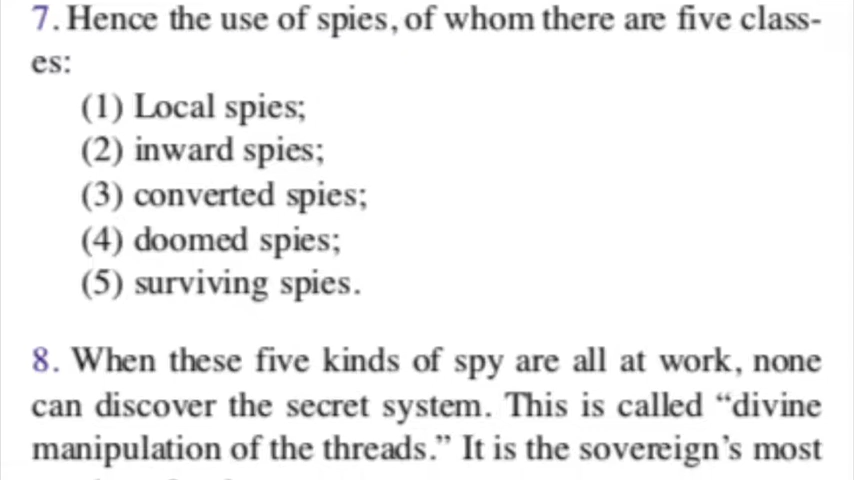 7. Hence the use of spies, of whom there are five class-
es:
(1) Local spies;
(2) inward spies;
(3) converted spies;
(4) doomed spies;
(5) surviving spies.
8. When these five kinds of spy are all at work, none
can discover the secret system. This is called “divine
manipulation of the threads.” It is the sovereign’s most